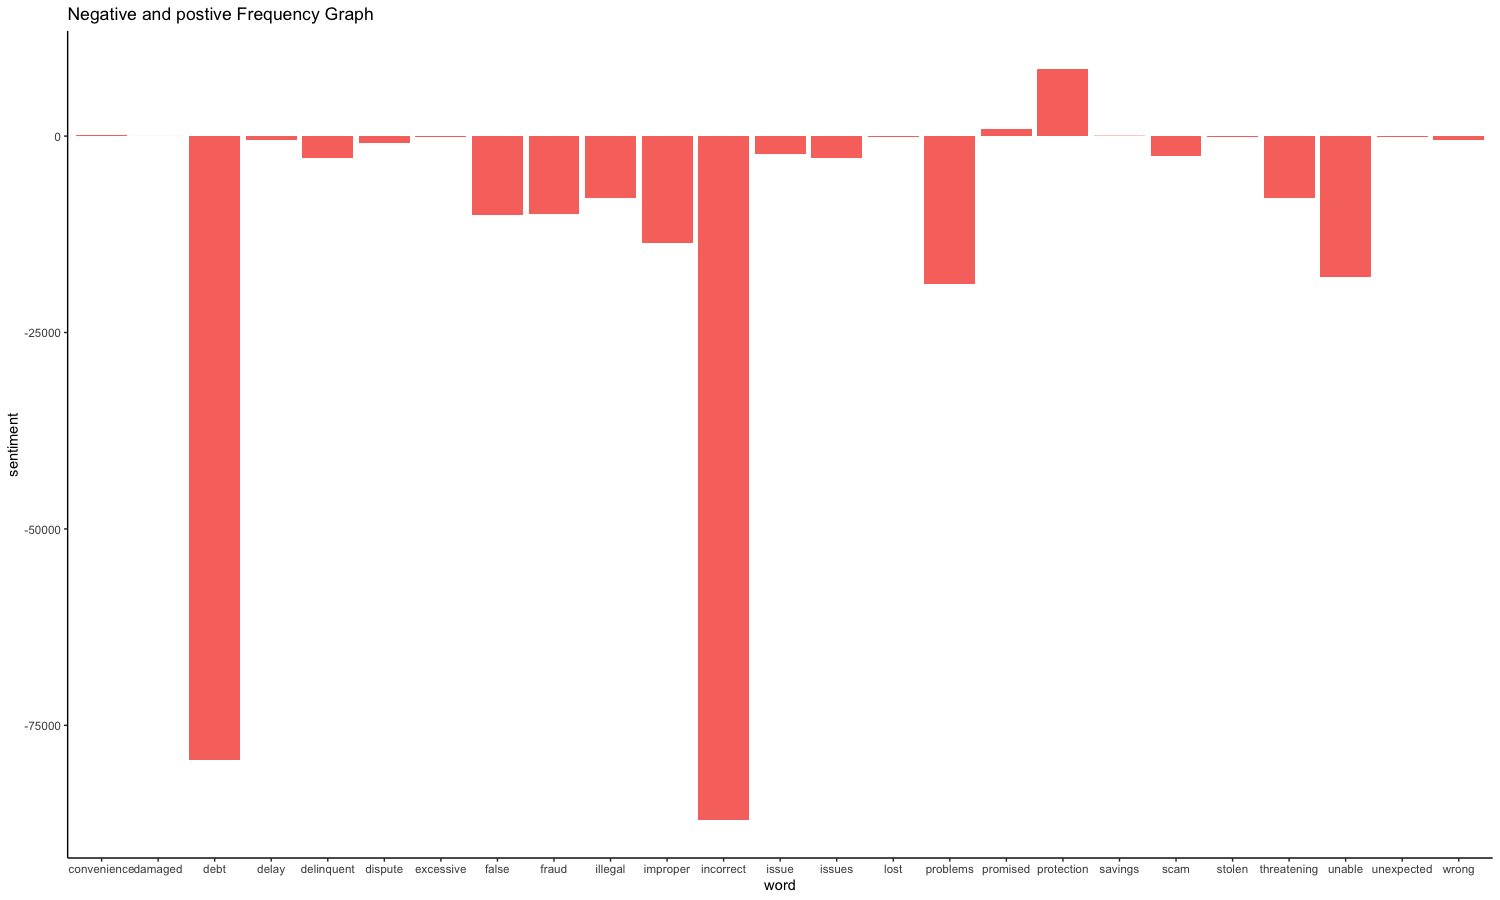 Negative and postive Frequency Graph
0
-25000
-50000
-75000
sentiment
convenience damaged debt delay delinquent dispute excessive false fraud illegal improper incorrect issue issues lost problems promised protection savings scam stolen threatening unable unexpected wrong
word